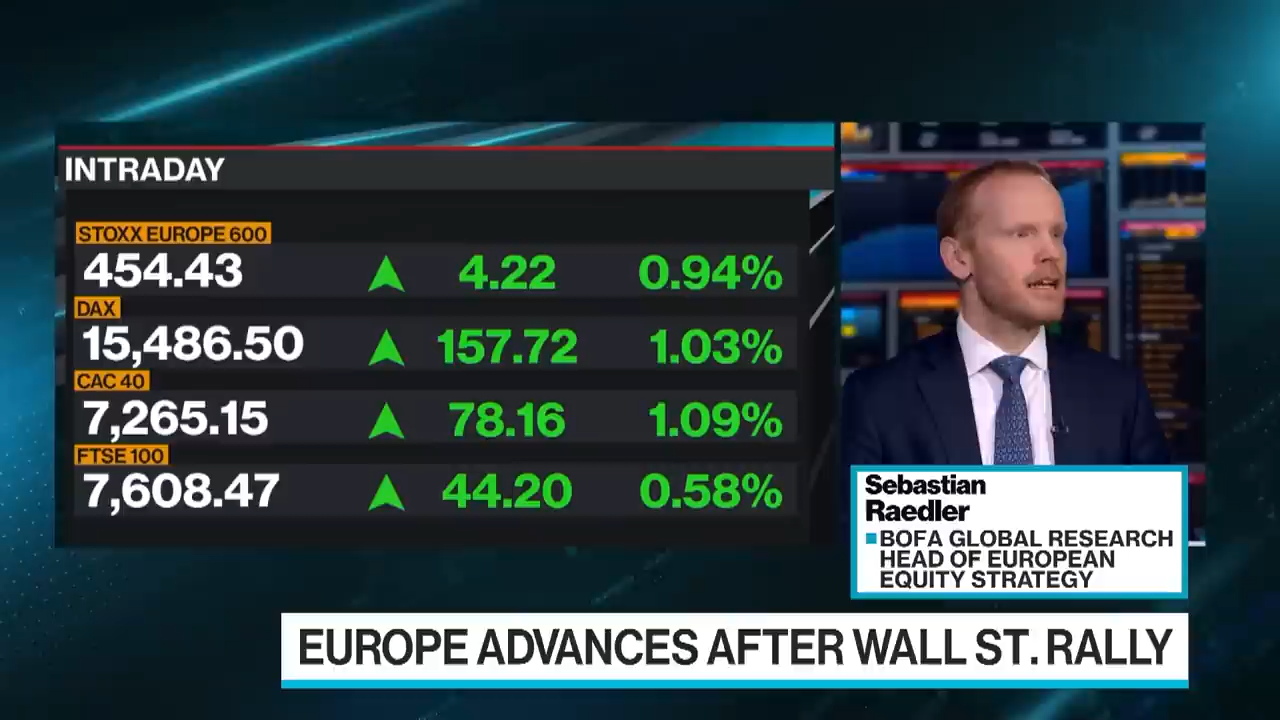 INTRADAY
STOXX EUROPE 600
454.43 ▲ 4.22 0.94%
DAX
15,486.50 ▲ 157.72 1.03%
CAC 40
7,265.15 ▲ 78.16 1.09%
FTSE 100
7,608.47 ▲ 44.20 0.58%
Sebastian
Raedler
BOFA GLOBAL RESEARCH
HEAD OF EUROPEAN
EQUITY STRATEGY
EUROPE ADVANCES AFTER WALL ST. RALLY